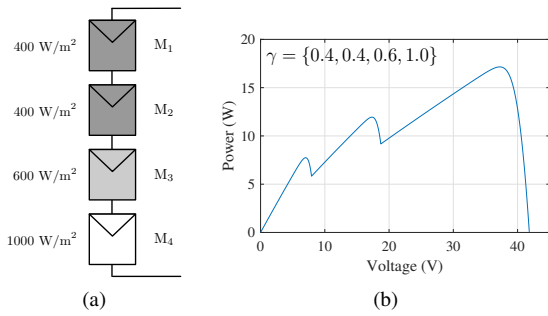 400 W/m² M₁
400 W/m² M₂
600 W/m² M₃
1000 W/m² M₄
(a)
γ = {0.4, 0.4, 0.6, 1.0}
Power (W)
20
15
10
5
0
0 10 20 30 40
Voltage (V)
(b)